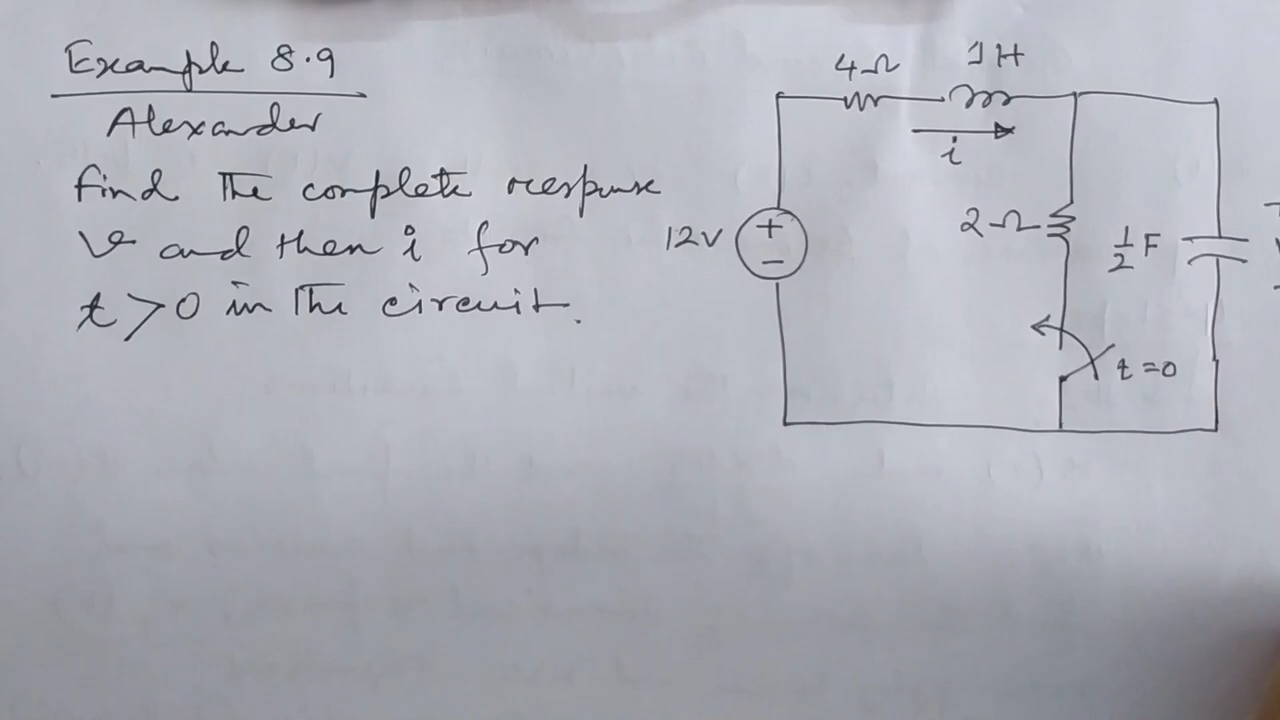 Example 8.9
Alexander
Find the complete response
v and then i for
t > 0 in the circuit.
4Ω
1H
i
12V
+
−
2Ω
1/2 F
t=0